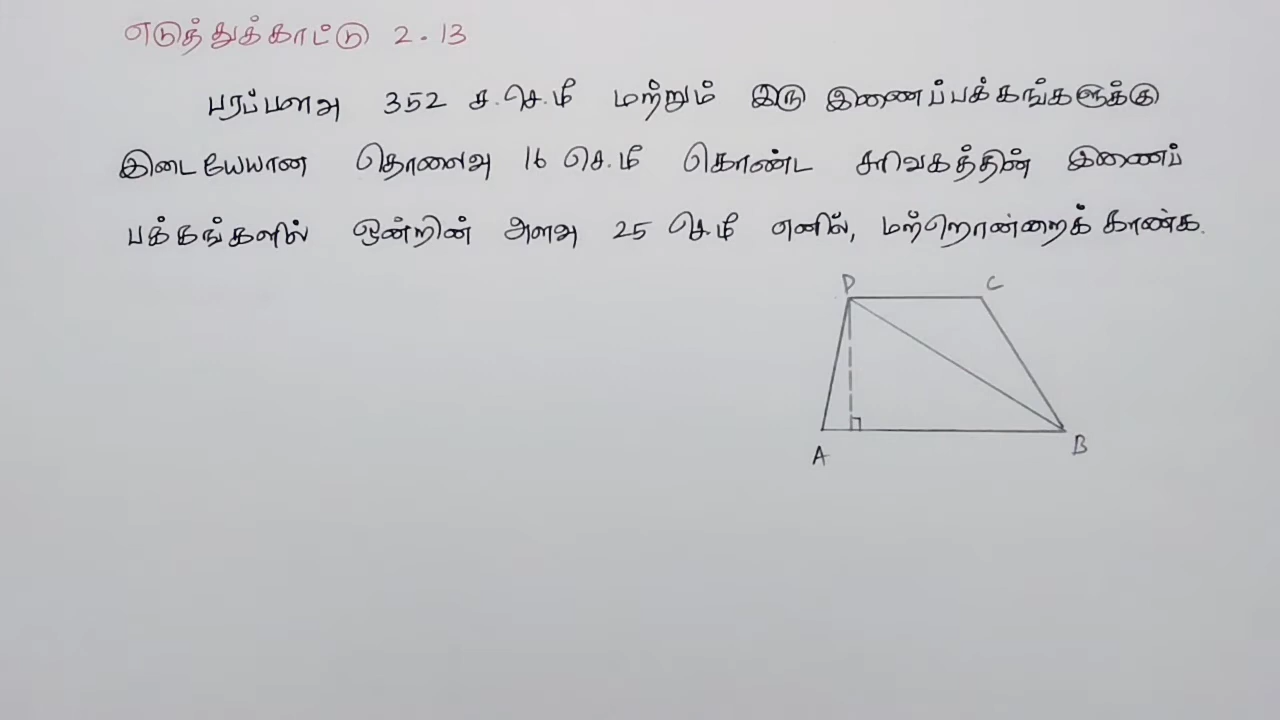 எடுத்துக்காட்டு 2.13
பரப்பளவு 352 ச.செ.மீ மற்றும் இரு இணைப்பக்கங்களுக்கு
இடையேயான தொலைவு 16 செ.மீ கொண்ட சரிவகத்தின் இணைப்
பக்கங்களில் ஒன்றின் அளவு 25 செ.மீ எனில், மற்றொன்றைக் காண்க.
D C
A B